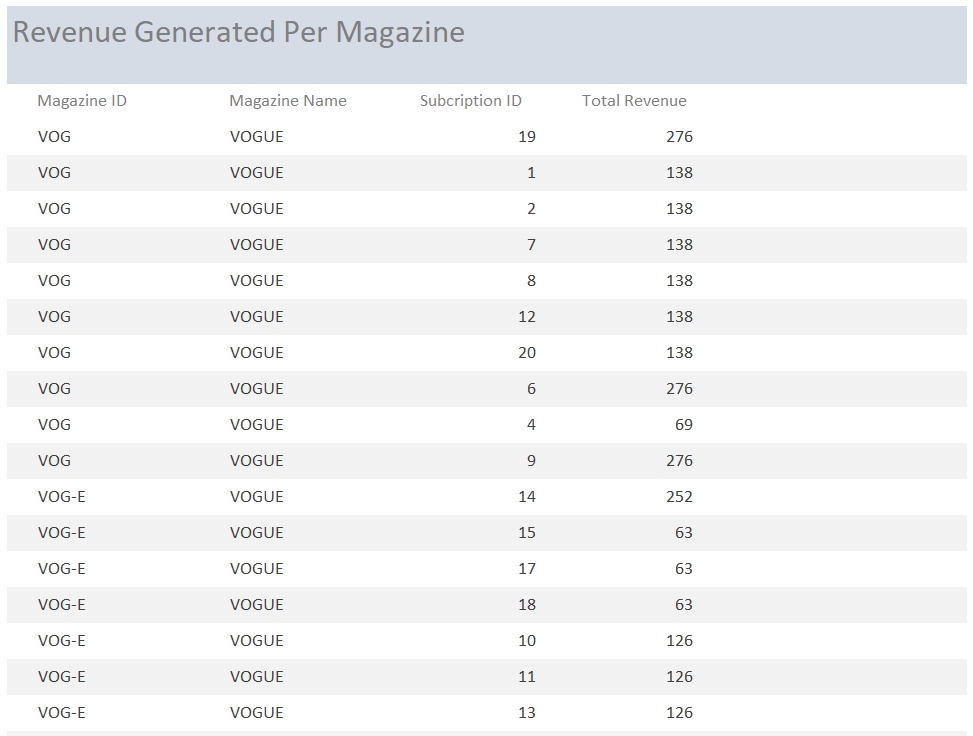 Revenue Generated Per Magazine
Magazine ID Magazine Name Subcription ID Total Revenue
VOG VOGUE 19 276
VOG VOGUE 1 138
VOG VOGUE 2 138
VOG VOGUE 7 138
VOG VOGUE 8 138
VOG VOGUE 12 138
VOG VOGUE 20 138
VOG VOGUE 6 276
VOG VOGUE 4 69
VOG VOGUE 9 276
VOG-E VOGUE 14 252
VOG-E VOGUE 15 63
VOG-E VOGUE 17 63
VOG-E VOGUE 18 63
VOG-E VOGUE 10 126
VOG-E VOGUE 11 126
VOG-E VOGUE 13 126